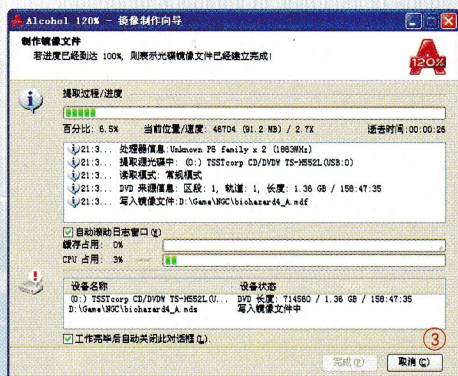 Alcohol 120% - 镜像制作向导
制作镜像文件
若进度已经到达 100%, 则表示光碟镜像文件已经建立完成!
120%
提取过程/进度
百分比: 6.5% 当前位置/速度: 46704 (91.2 MB) / 2.7X 逝去时间:00:00:26
21:3... 处理器信息:Unknown P6 family x 2 (1863MHz)
21:3... 提取源光碟中: (O:) TSSTcorp CD/DVDW TS-H552L(USB:0)
21:3... 读取模式: 常规模式
21:3... DVD 来源信息: 区段: 1, 轨道: 1, 长度: 1.36 GB / 158:47:35
21:3... 写入镜像文件:D:\Game\NGC\biohazard4_A.mdf
自动滚动日志窗口(W)
缓存占用: 0%
CPU 占用: 3%
设备名称 设备状态
(O:) TSSTcorp CD/DVDW TS-H552L(U... DVD 长度: 714560 / 1.36 GB / 158:47:35
D:\Game\NGC\biohazard4_A.mds 写入镜像文件中
工作完毕后自动关闭此对话框(L).
③
完成(F) 取消(C)